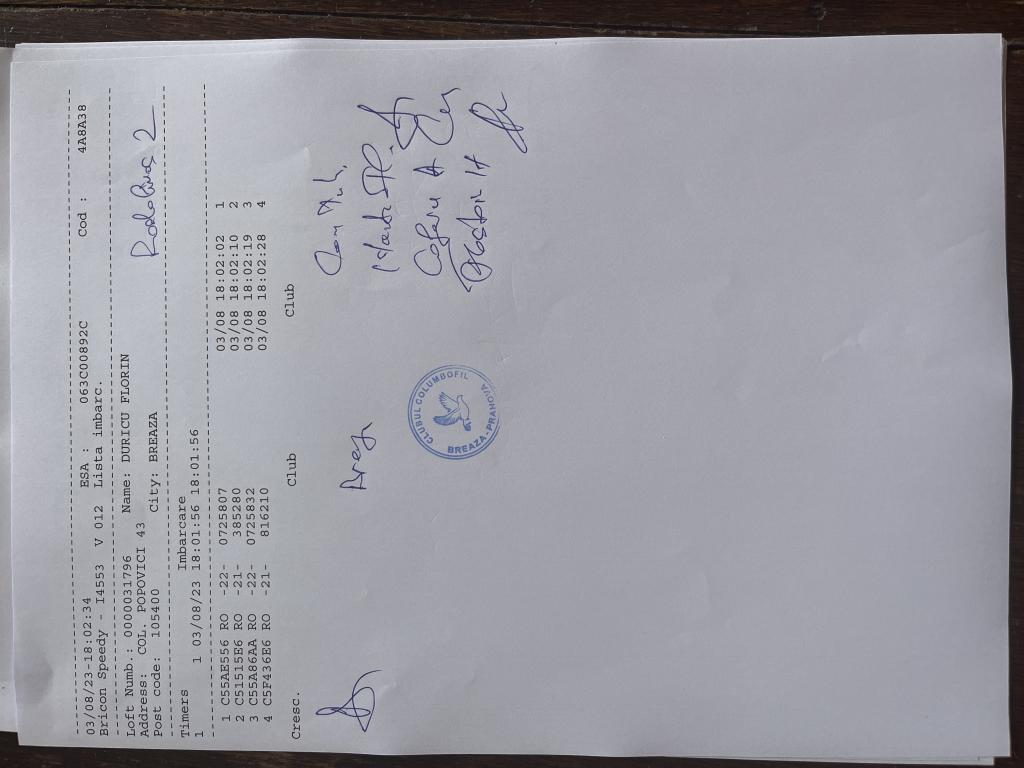 03/08/23-18:02:34 BSA : 063C00892C Cod : 4A8A38
Bricon Speedy - I4553 V 012 Lista imbarc.
--------------------------------------------------------------------------------
Loft Numb.: 0000031796 Name: DURICU FLORIN
Address: COL. POPOVICI 43
Post code: 105400 City: BREAZA
--------------------------------------------------------------------------------
Timers Imbarcare
1 1 03/08/23 18:01:56 18:01:56
--------------------------------------------------------------------------------
1 C55AE556 RO -22- 0725807 03/08 18:02:02 1
2 C51515E6 RO -21- 385280 03/08 18:02:10 2
3 C55A86AA RO -22- 0725832 03/08 18:02:19 3
4 C5F436E6 RO -21- 816210 03/08 18:02:28 4
Cresc. Club Club
CLUBUL COLUMBOFIL
BREAZA - PRAHOVA